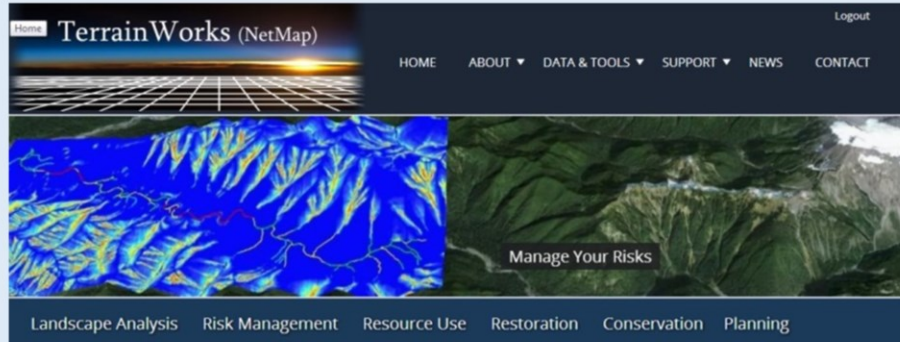 Logout
Home
TerrainWorks (NetMap)
HOME ABOUT DATA & TOOLS SUPPORT NEWS CONTACT
Manage Your Risks
Landscape Analysis Risk Management Resource Use Restoration Conservation Planning